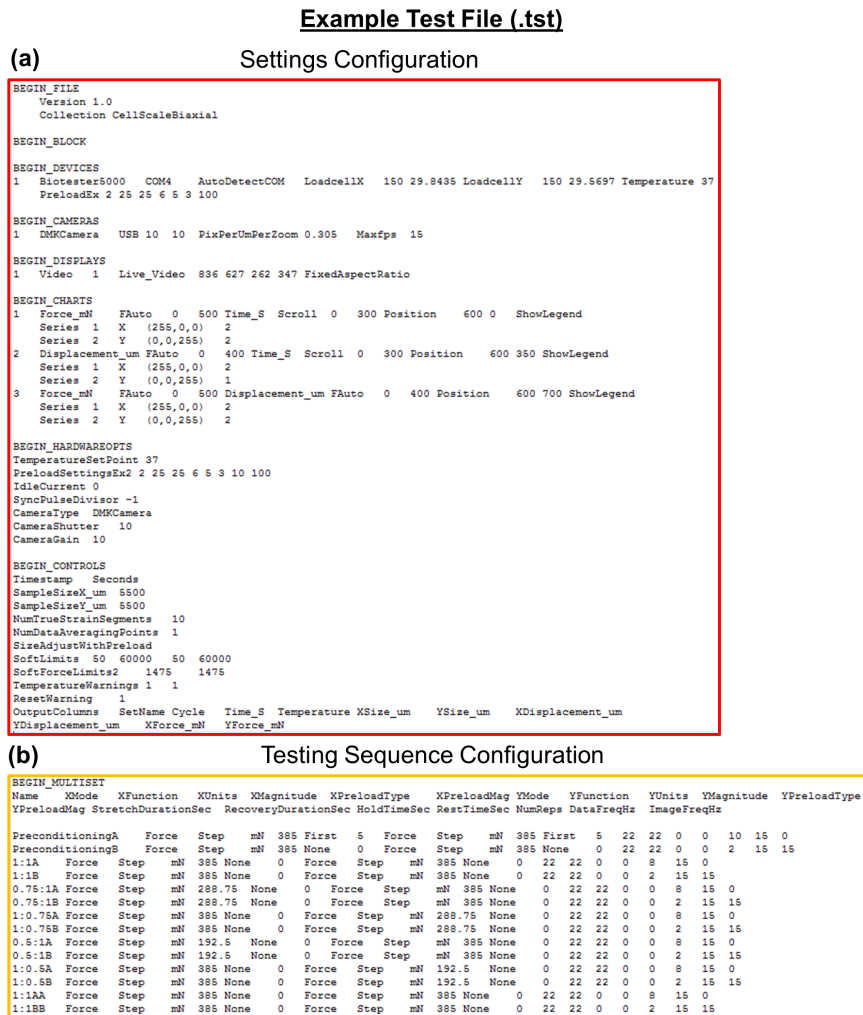 Example Test File (.tst)
(a)
Settings Configuration
BEGIN_FILE
Version 1.0
Collection CellScaleBiaxial
BEGIN_BLOCK
BEGIN_DEVICES
1 Biotester5000 COM4 AutoDetectCOM LoadcellX 150 29.8435 LoadcellY 150 29.5697 Temperature 37
PreloadEx 2 25 25 6 5 3 100
BEGIN_CAMERAS
1 DMKCamera USB 10 10 PixPerUmPerZoom 0.305 Maxfps 15
BEGIN_DISPLAYS
1 Video 1 Live_Video 836 627 262 347 FixedAspectRatio
BEGIN_CHARTS
1 Force_mN FAuto 0 500 Time_S Scroll 0 300 Position 600 0 ShowLegend
Series 1 X (255,0,0) 2
Series 2 Y (0,0,255) 2
2 Displacement_um FAuto 0 400 Time_S Scroll 0 300 Position 600 350 ShowLegend
Series 1 X (255,0,0) 2
Series 2 Y (0,0,255) 1
3 Force_mN FAuto 0 500 Displacement_um FAuto 0 400 Position 600 700 ShowLegend
Series 1 X (255,0,0) 2
Series 2 Y (0,0,255) 2
BEGIN_HARDWAREOPTS
TemperatureSetPoint 37
PreloadSettingsEx2 2 25 25 6 5 3 10 100
IdleCurrent 0
SyncPulseDivisor -1
CameraType DMKCamera
CameraShutter 10
CameraGain 10
BEGIN_CONTROLS
Timestamp Seconds
SampleSizeX_um 5500
SampleSizeY_um 5500
NumTrueStrainSegments 10
NumDataAveragingPoints 1
SizeAdjustWithPreload
SoftLimits 50 60000 50 60000
SoftForceLimits2 1475 1475
TemperatureWarnings 1 1
ResetWarning 1
OutputColumns SetName Cycle Time_S Temperature XSize_um YSize_um XDisplacement_um
YDisplacement_um XForce_mN YForce_mN
(b)
Testing Sequence Configuration
BEGIN_MULTISET
Name XMode XFunction XUnits XMagnitude XPreloadType XPreloadMag YMode YFunction YUnits YMagnitude YPreloadType
YPreloadMag StretchDurationSec RecoveryDurationSec HoldTimeSec RestTimeSec NumReps DataFreqHz ImageFreqHz
PreconditioningA Force Step mN 385 First 5 Force Step mN 385 First 5 22 22 0 0 10 15 0
PreconditioningB Force Step mN 385 None 0 Force Step mN 385 None 0 22 22 0 0 2 15 15
1:1A Force Step mN 385 None 0 Force Step mN 385 None 0 22 22 0 0 8 15 0
1:1B Force Step mN 385 None 0 Force Step mN 385 None 0 22 22 0 0 2 15 15
0.75:1A Force Step mN 288.75 None 0 Force Step mN 385 None 0 22 22 0 0 8 15 0
0.75:1B Force Step mN 288.75 None 0 Force Step mN 385 None 0 22 22 0 0 2 15 15
1:0.75A Force Step mN 385 None 0 Force Step mN 288.75 None 0 22 22 0 0 8 15 0
1:0.75B Force Step mN 385 None 0 Force Step mN 288.75 None 0 22 22 0 0 2 15 15
0.5:1A Force Step mN 192.5 None 0 Force Step mN 385 None 0 22 22 0 0 8 15 0
0.5:1B Force Step mN 192.5 None 0 Force Step mN 385 None 0 22 22 0 0 2 15 15
1:0.5A Force Step mN 385 None 0 Force Step mN 192.5 None 0 22 22 0 0 8 15 0
1:0.5B Force Step mN 385 None 0 Force Step mN 192.5 None 0 22 22 0 0 2 15 15
1:1AA Force Step mN 385 None 0 Force Step mN 385 None 0 22 22 0 0 8 15 0
1:1BB Force Step mN 385 None 0 Force Step mN 385 None 0 22 22 0 0 2 15 15